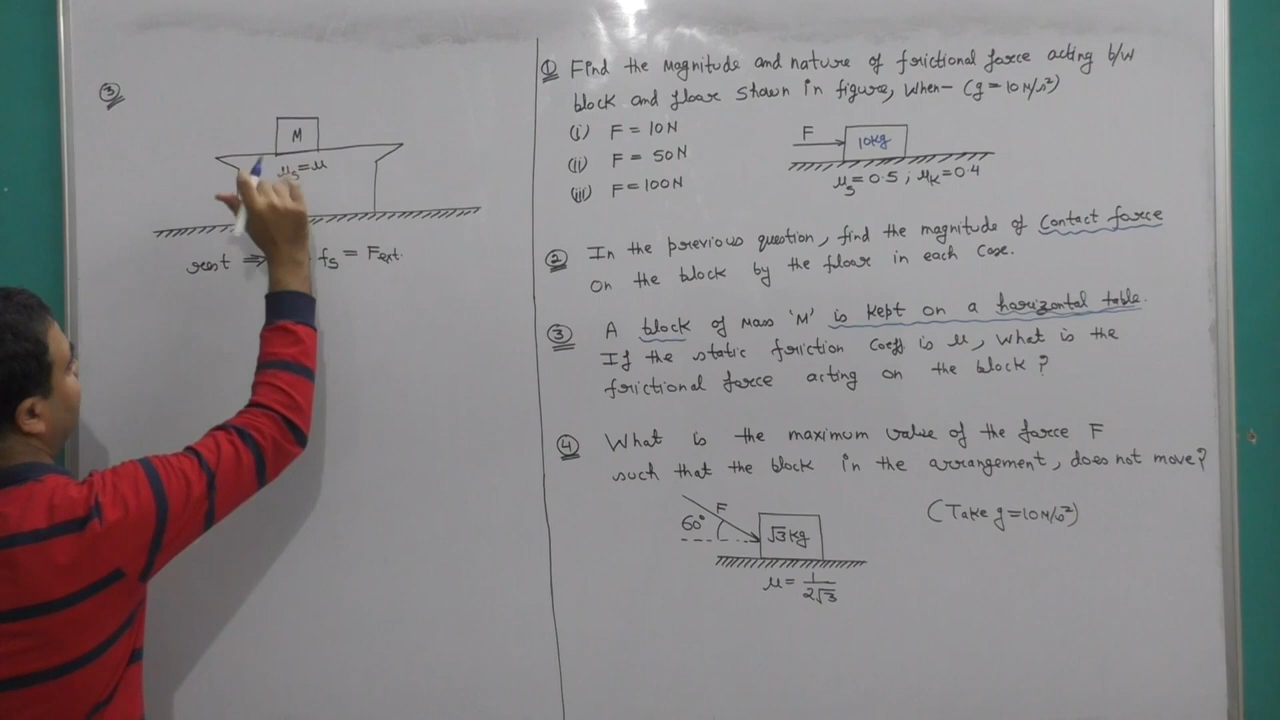 ③
M
μs = μ
rest ⇒ fs = Fext.
① Find the magnitude and nature of frictional force acting b/w
block and floor shown in figure, when- (g = 10 m/s²)
(i) F = 10N
(ii) F = 50N
(iii) F = 100N
F
10kg
μs = 0.5 ; μk = 0.4
② In the previous question, find the magnitude of contact force
on the block by the floor in each case.
③ A block of mass 'M' is kept on a horizontal table.
If the static friction coeff is μ, what is the
frictional force acting on the block?
④ What is the maximum value of the force F
such that the block in the arrangement, does not move?
(Take g = 10 m/s²)
F
60°
√3 kg
μ = 1/2√3